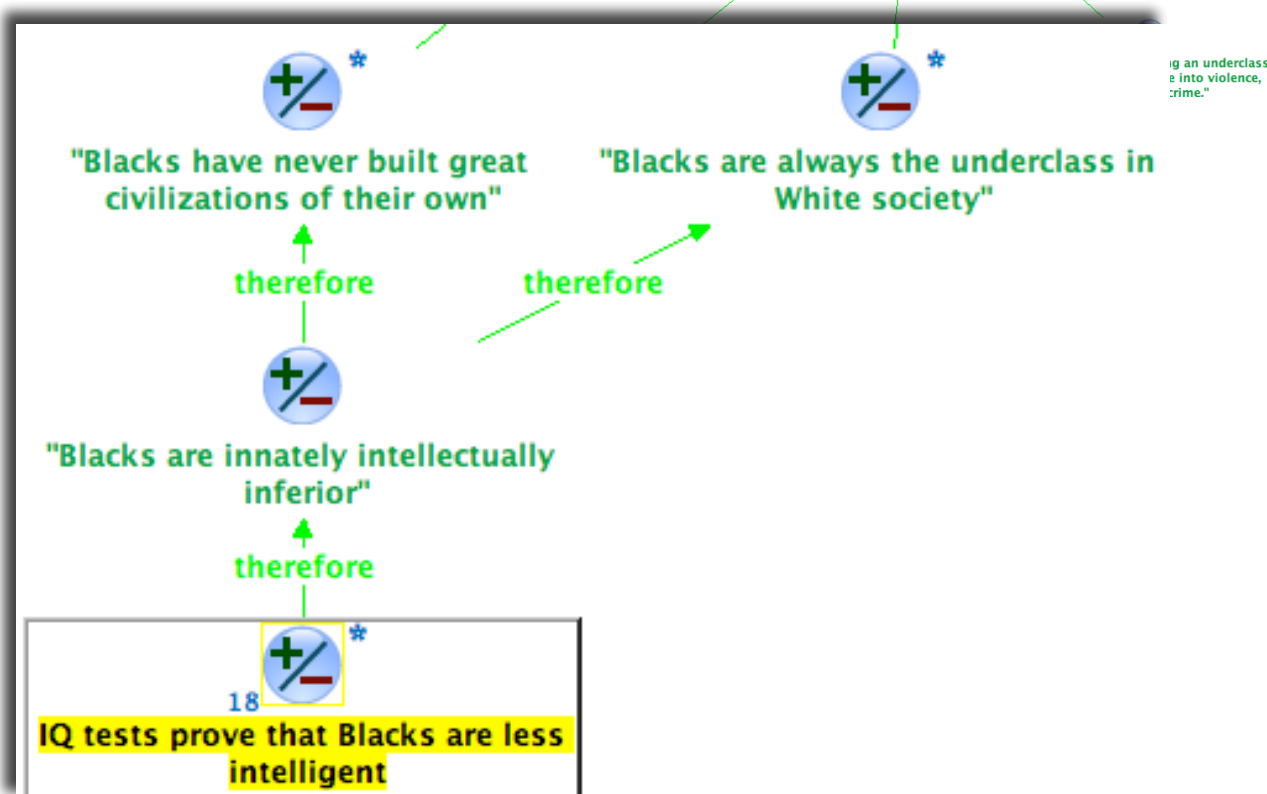 *
*
ng an underclass
e into violence,
crime."
"Blacks have never built great
civilizations of their own"
"Blacks are always the underclass in
White society"
therefore
therefore
"Blacks are innately intellectually
inferior"
therefore
*
18
IQ tests prove that Blacks are less
intelligent